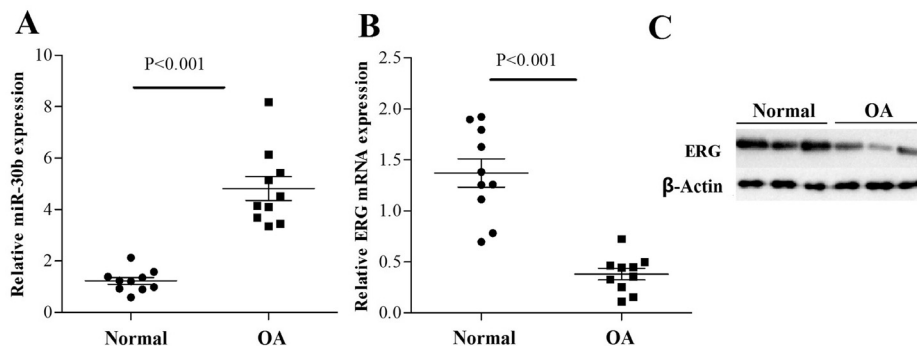 A
Relative miR-30b expression
10
8
6
4
2
0
P<0.001
Normal OA
B
Relative ERG mRNA expression
2.5
2.0
1.5
1.0
0.5
0.0
P<0.001
Normal OA
C
Normal OA
ERG
β-Actin